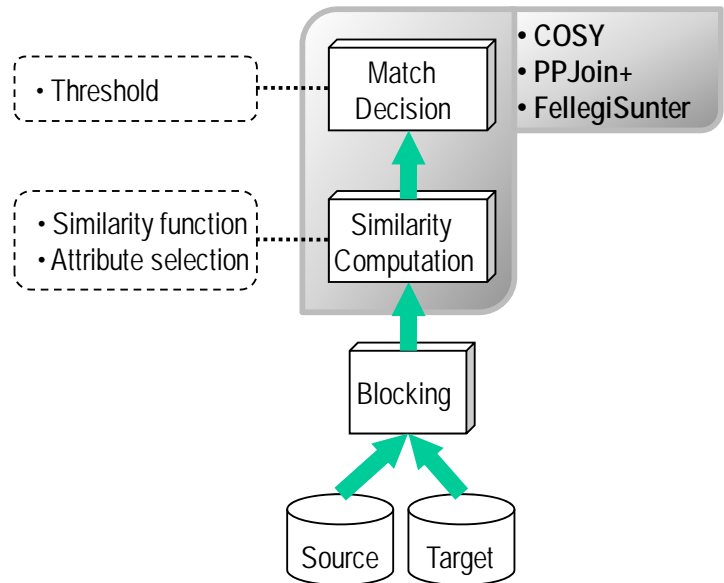 Match
Decision
• COSY
• PPJoin+
• FellegiSunter
• Threshold
• Similarity function
• Attribute selection
Similarity
Computation
Blocking
Source
Target